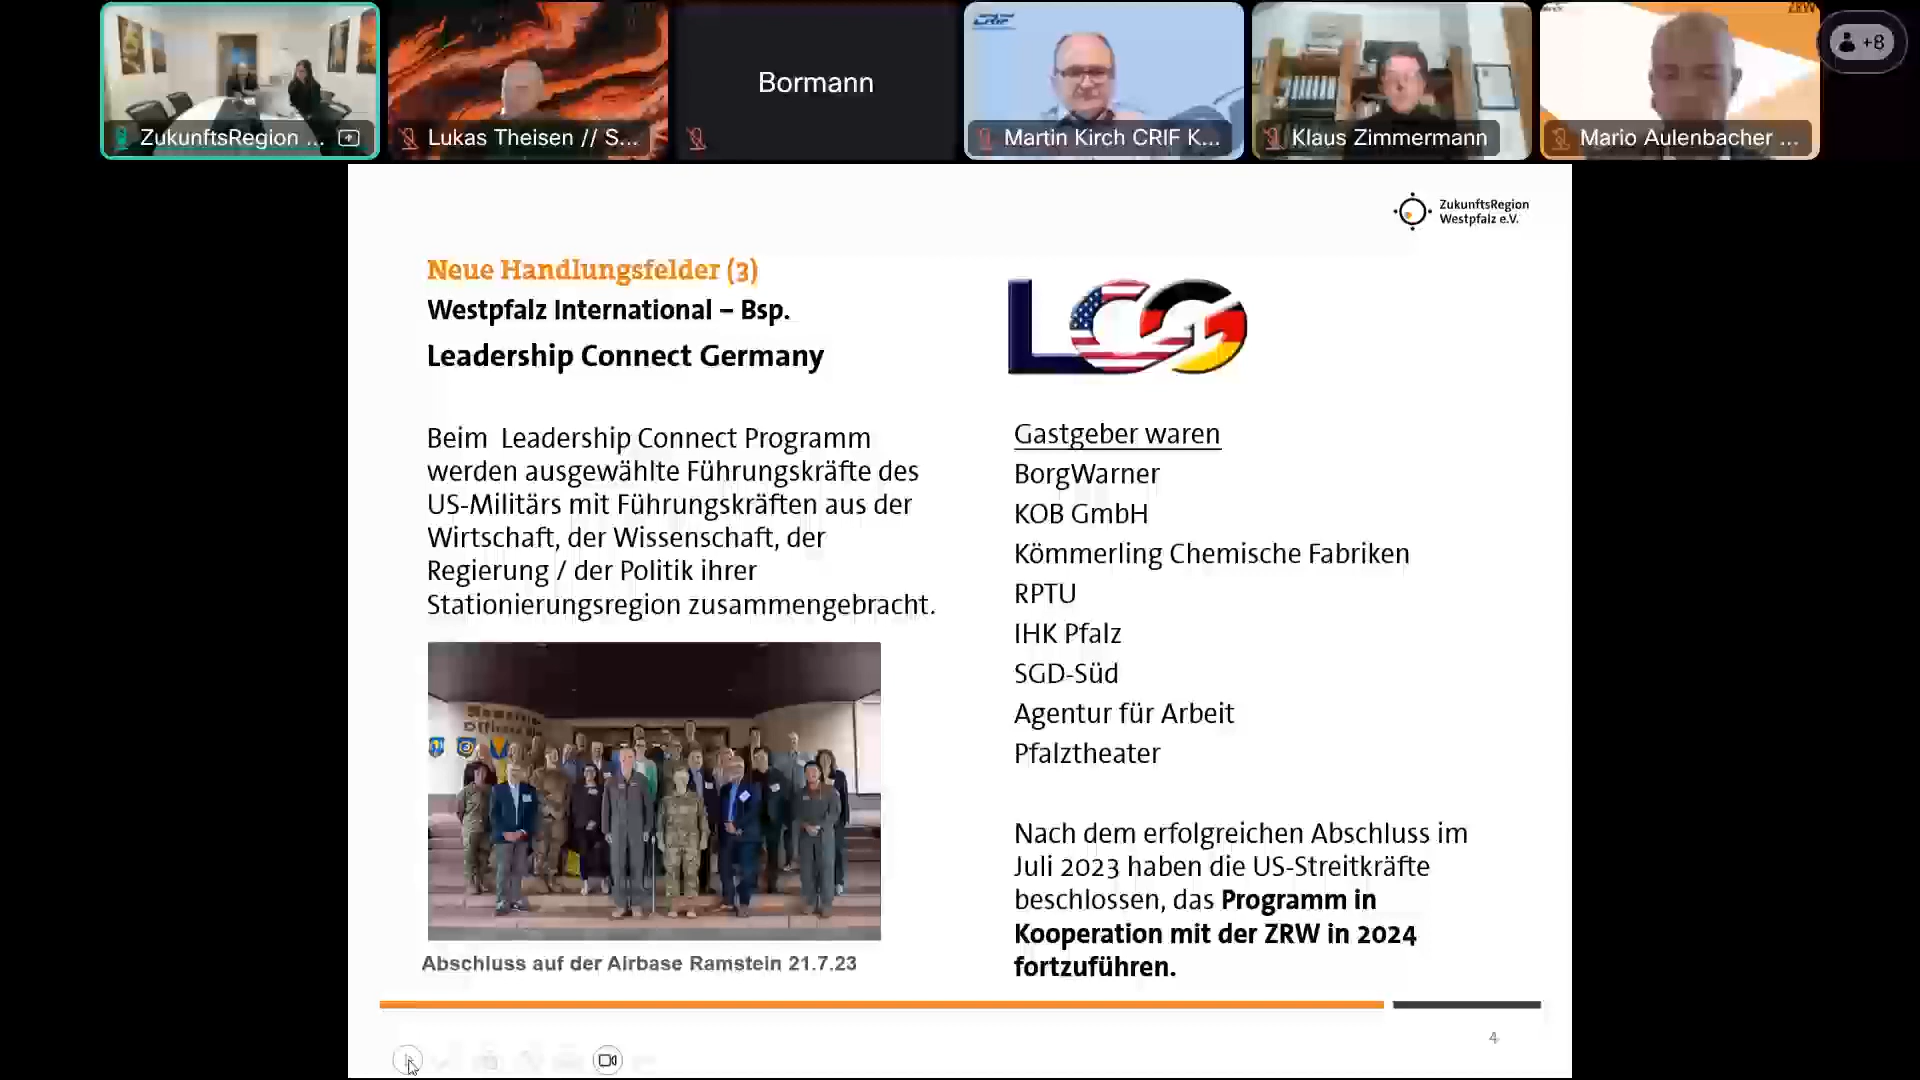 ZukunftsRegion ...
Lukas Theisen // S...
Bormann
CRIF
Martin Kirch CRIF K...
Klaus Zimmermann
ZRW
Mario Aulenbacher ...
+8
ZukunftsRegion
Westpfalz e.V.
Neue Handlungsfelder (3)
Westpfalz International – Bsp.
Leadership Connect Germany
LCG
Beim Leadership Connect Programm
werden ausgewählte Führungskräfte des
US-Militärs mit Führungskräften aus der
Wirtschaft, der Wissenschaft, der
Regierung / der Politik ihrer
Stationierungsregion zusammengebracht.
Abschluss auf der Airbase Ramstein 21.7.23
Gastgeber waren
BorgWarner
KOB GmbH
Kömmerling Chemische Fabriken
RPTU
IHK Pfalz
SGD-Süd
Agentur für Arbeit
Pfalztheater
Nach dem erfolgreichen Abschluss im
Juli 2023 haben die US-Streitkräfte
beschlossen, das Programm in
Kooperation mit der ZRW in 2024
fortzuführen.
4